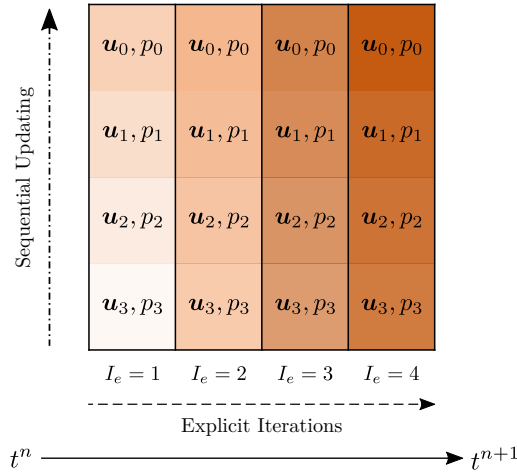 Sequential Updating
𝒖₀, p₀ 𝒖₀, p₀ 𝒖₀, p₀ 𝒖₀, p₀
𝒖₁, p₁ 𝒖₁, p₁ 𝒖₁, p₁ 𝒖₁, p₁
𝒖₂, p₂ 𝒖₂, p₂ 𝒖₂, p₂ 𝒖₂, p₂
𝒖₃, p₃ 𝒖₃, p₃ 𝒖₃, p₃ 𝒖₃, p₃
Iₑ = 1 Iₑ = 2 Iₑ = 3 Iₑ = 4
Explicit Iterations
tⁿ tⁿ⁺¹